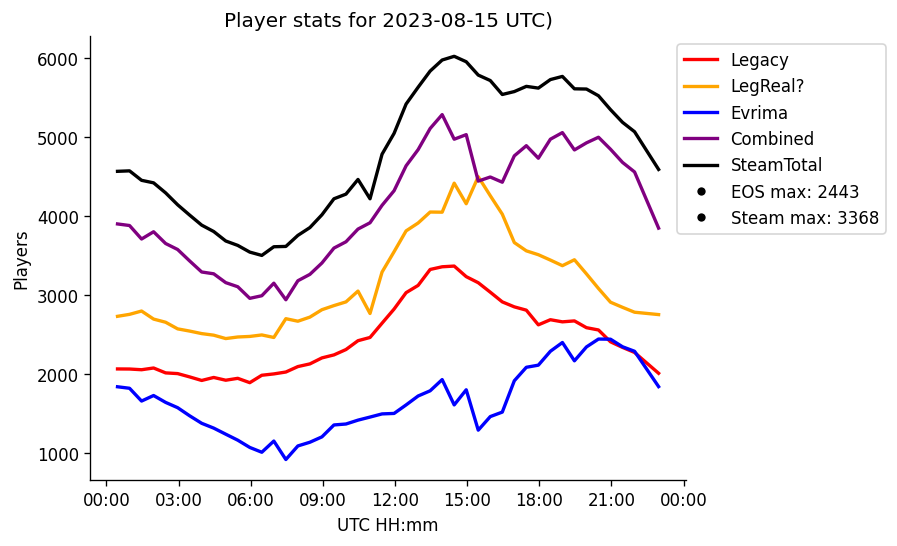 Player stats for 2023-08-15 UTC)
Players
6000
5000
4000
3000
2000
1000
00:00 03:00 06:00 09:00 12:00 15:00 18:00 21:00 00:00
UTC HH:mm
Legacy
LegReal?
Evrima
Combined
SteamTotal
EOS max: 2443
Steam max: 3368